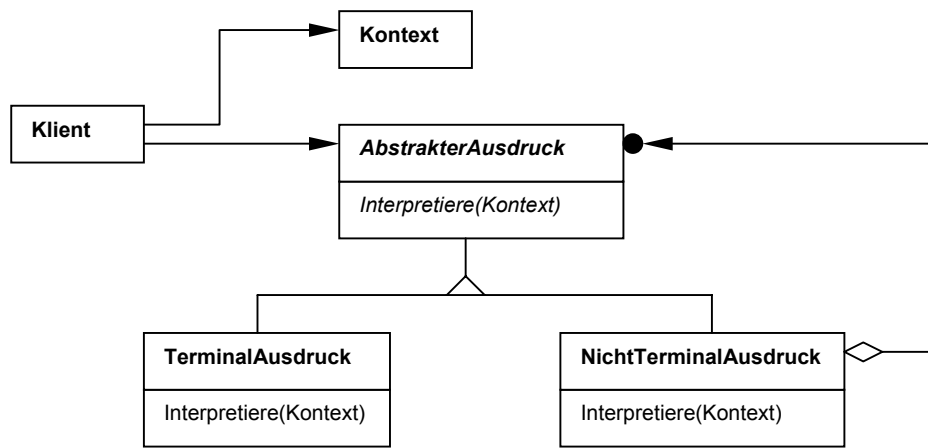 Kontext
Klient
AbstrakterAusdruck
Interpretiere(Kontext)
TerminalAusdruck
NichtTerminalAusdruck
Interpretiere(Kontext)
Interpretiere(Kontext)